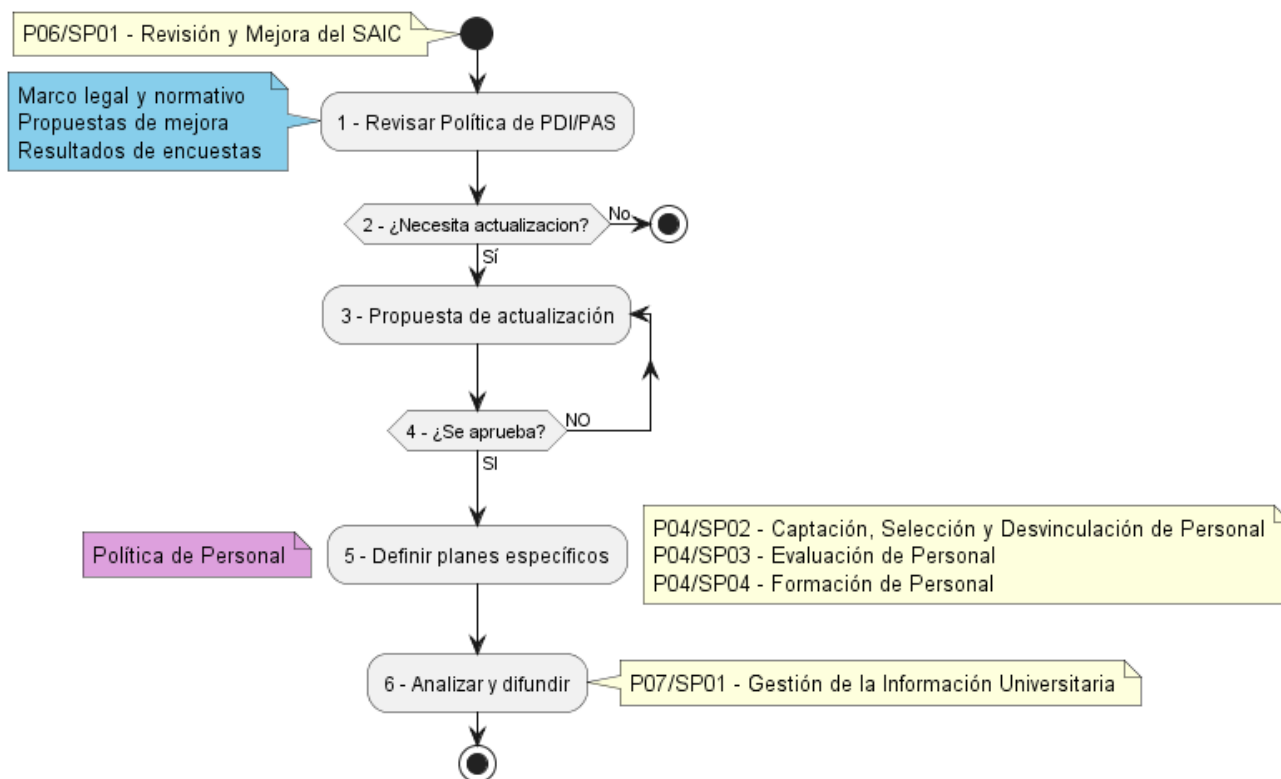 P06/SP01 - Revisión y Mejora del SAIC
Marco legal y normativo
Propuestas de mejora
Resultados de encuestas
1 - Revisar Política de PDI/PAS
2 - ¿Necesita actualizacion?
No
Sí
3 - Propuesta de actualización
4 - ¿Se aprueba?
NO
SI
Política de Personal
5 - Definir planes específicos
P04/SP02 - Captación, Selección y Desvinculación de Personal
P04/SP03 - Evaluación de Personal
P04/SP04 - Formación de Personal
6 - Analizar y difundir
P07/SP01 - Gestión de la Información Universitaria